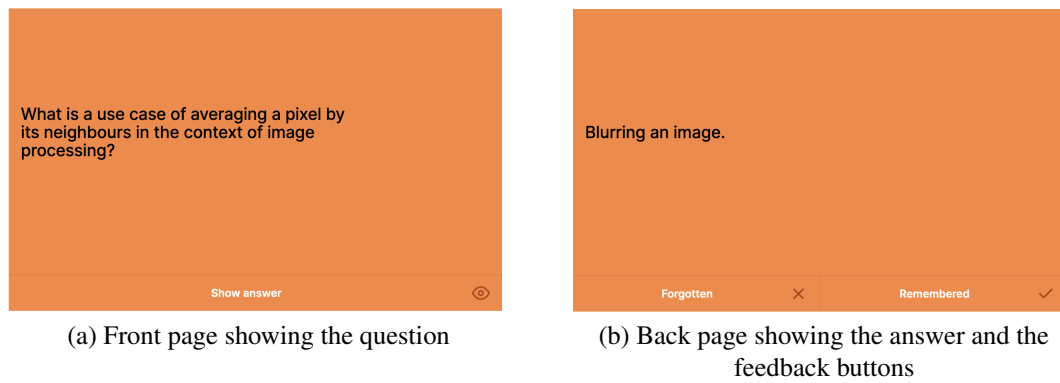 What is a use case of averaging a pixel by
its neighbours in the context of image
processing?
Show answer
(a) Front page showing the question
Blurring an image.
Forgotten
Remembered
(b) Back page showing the answer and the
feedback buttons